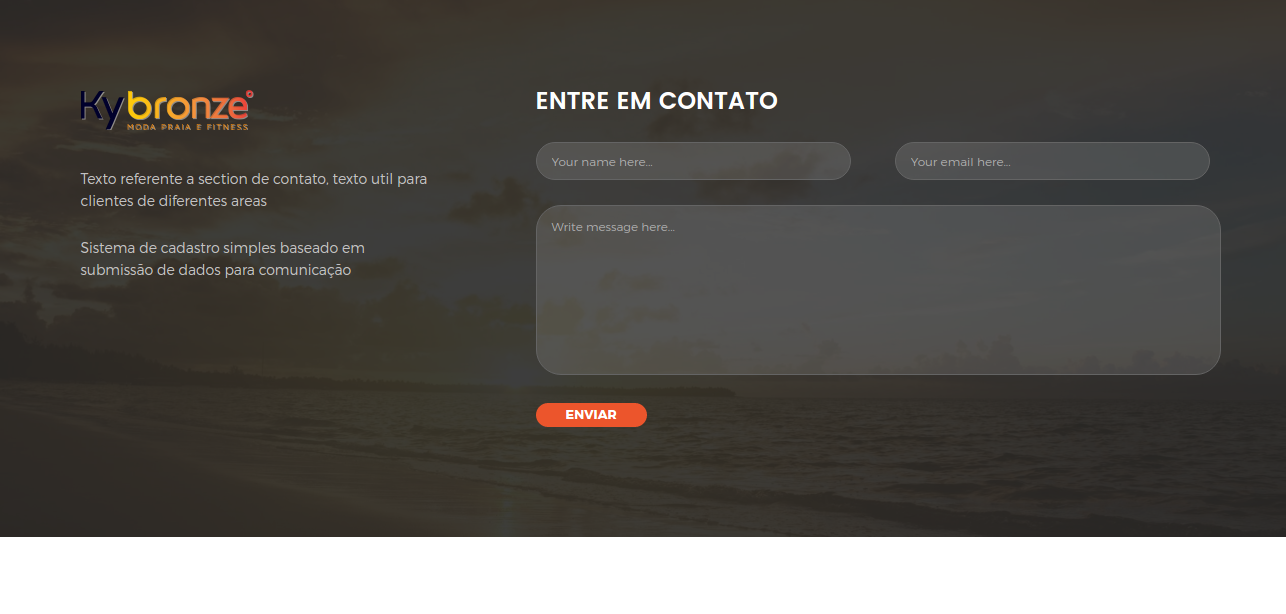 Kybronze
MODA PRAIA E FITNESS
Texto referente a section de contato, texto util para
clientes de diferentes areas
Sistema de cadastro simples baseado em
submissão de dados para comunicação
ENTRE EM CONTATO
Your name here...
Your email here...
Write message here...
ENVIAR